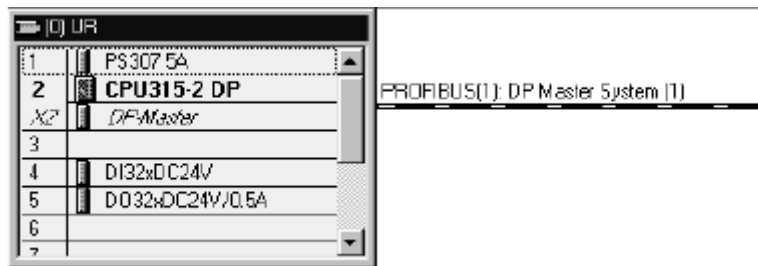 (0) UR
1 PS307 5A
2 CPU315-2 DP
X2 DP-Master
3
4 DI32xDC24V
5 DO32xDC24V/0.5A
6
7
PROFIBUS(1): DP Master System (1)